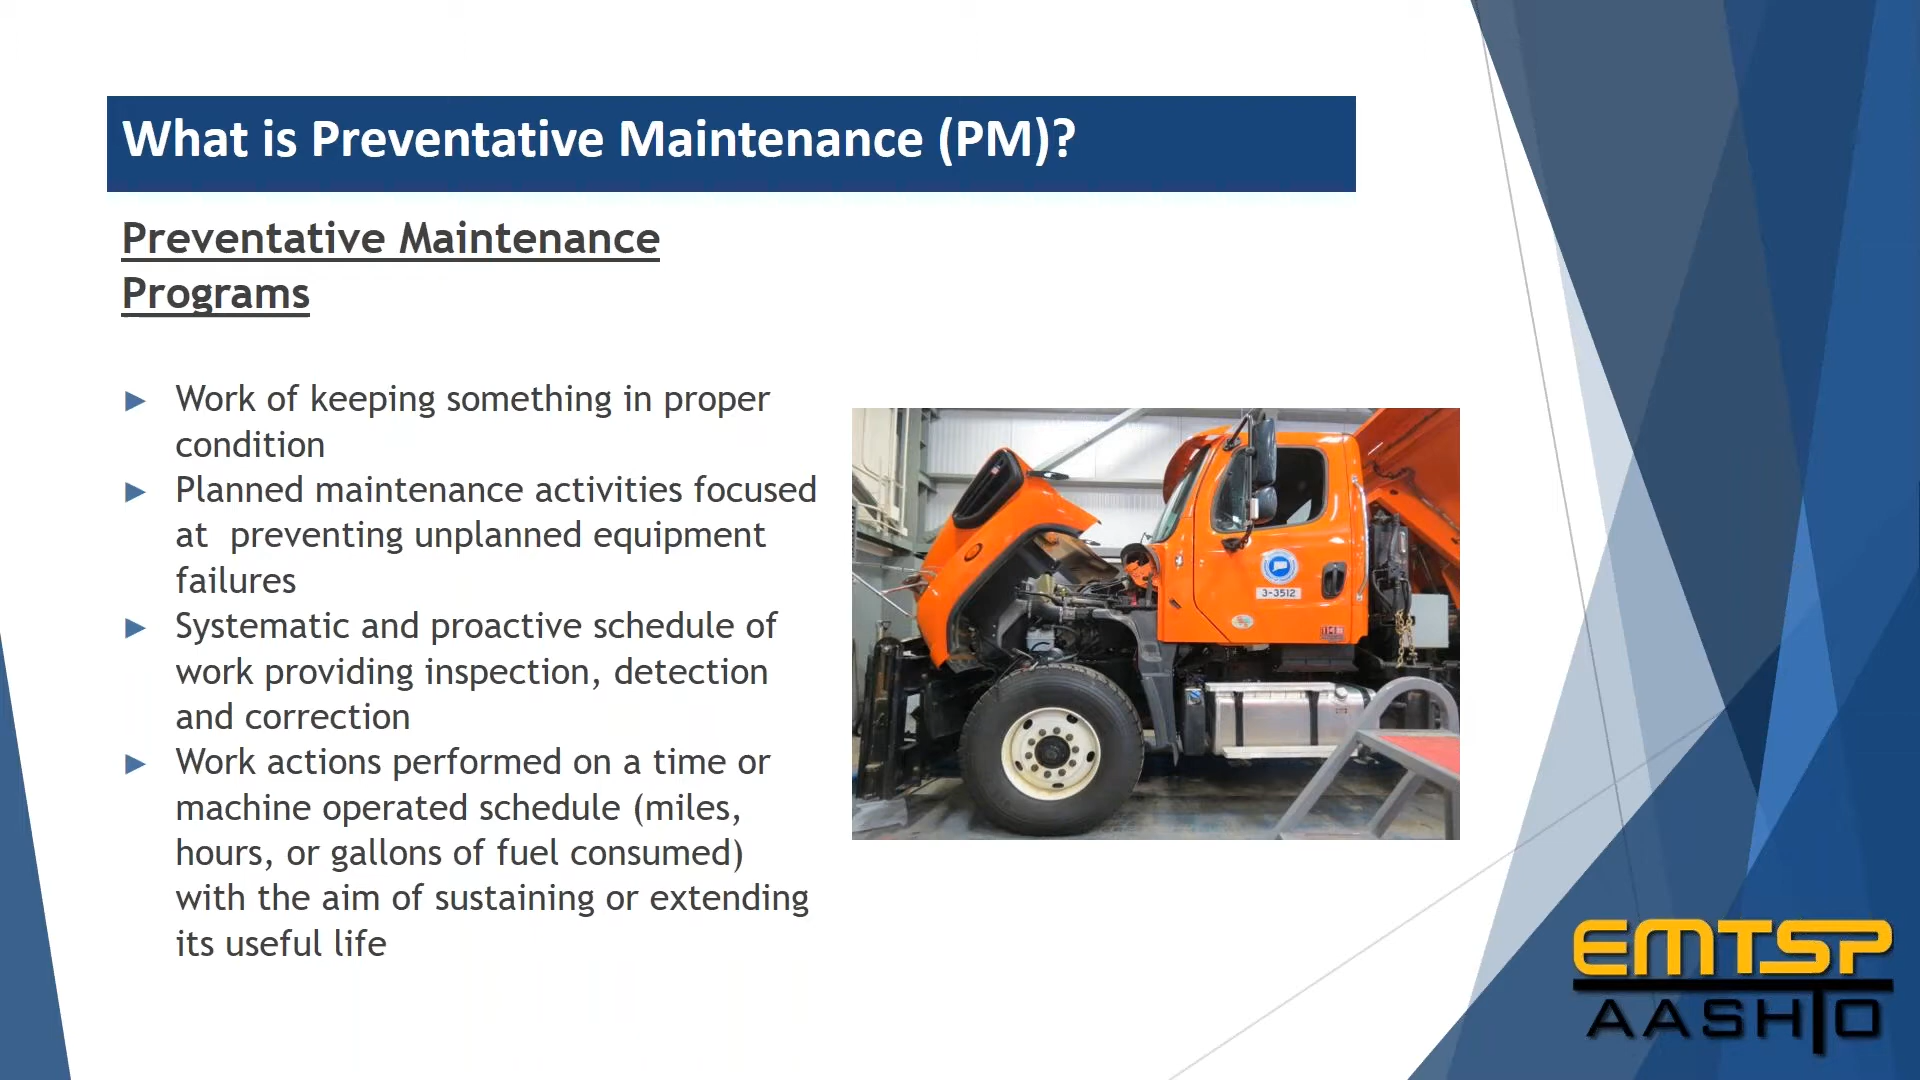 What is Preventative Maintenance (PM)?
Preventative Maintenance
Programs
► Work of keeping something in proper
condition
► Planned maintenance activities focused
at  preventing unplanned equipment
failures
► Systematic and proactive schedule of
work providing inspection, detection
and correction
► Work actions performed on a time or
machine operated schedule (miles,
hours, or gallons of fuel consumed)
with the aim of sustaining or extending
its useful life
3-3512
EMTSP
AASHTO